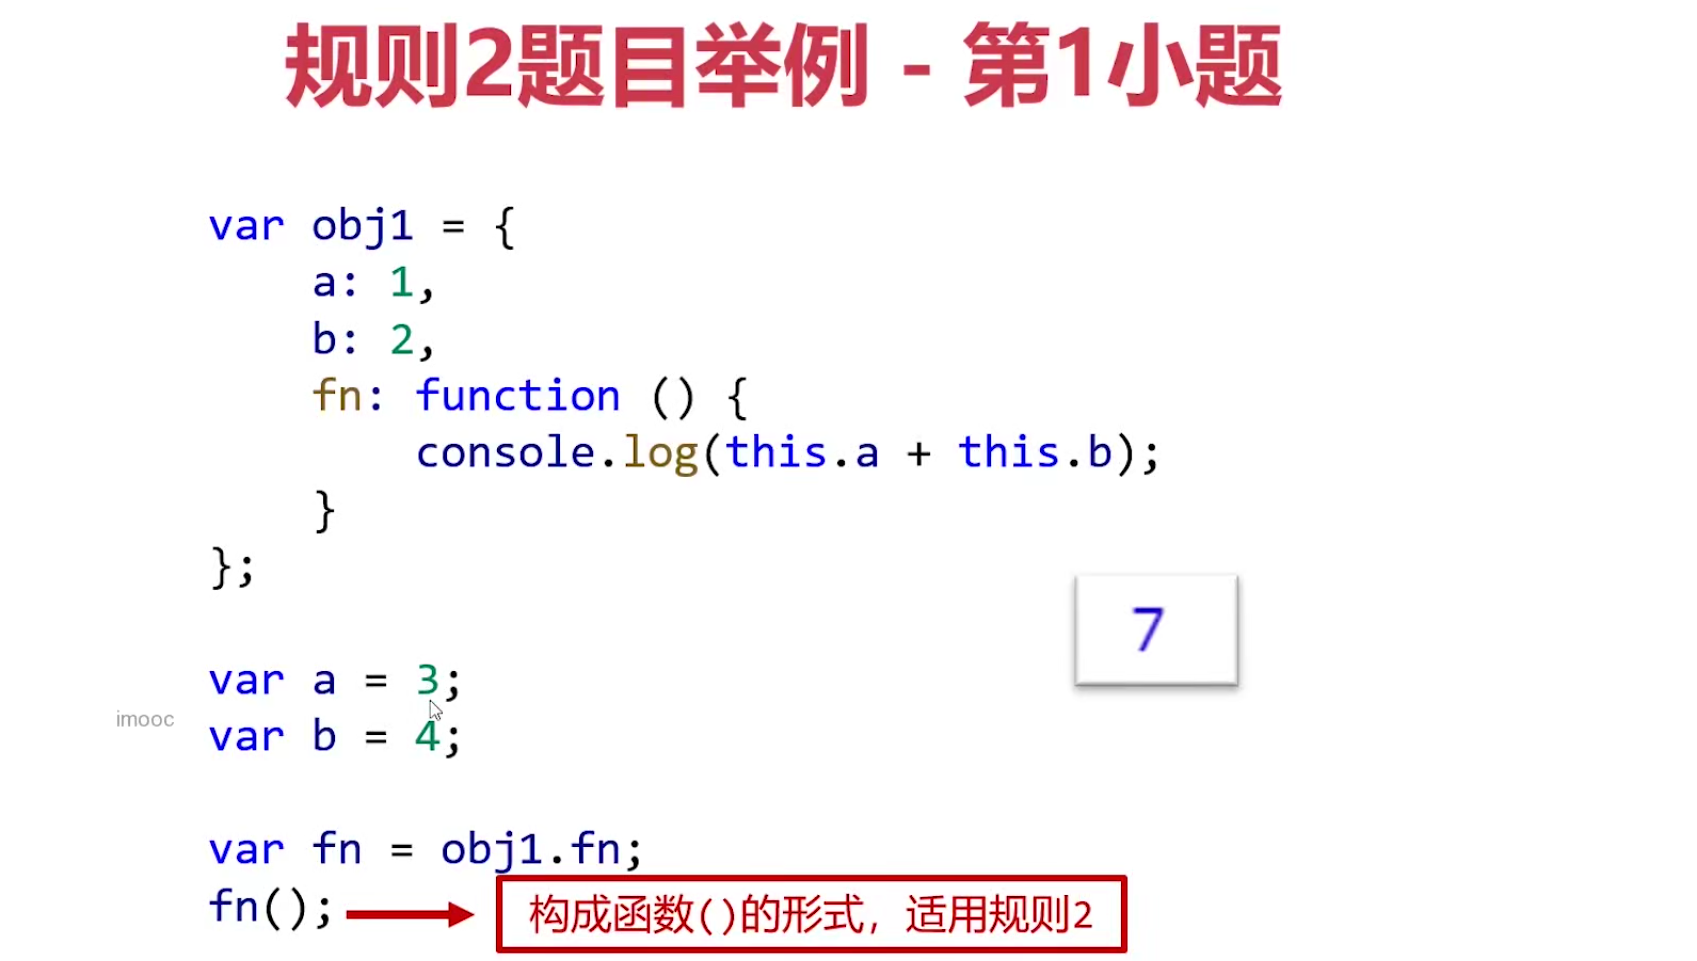 规则2题目举例 - 第1小题
var obj1 = {
    a: 1,
    b: 2,
    fn: function () {
        console.log(this.a + this.b);
    }
};
7
var a = 3;
imooc
var b = 4;
var fn = obj1.fn;
fn();
构成函数()的形式，适用规则2